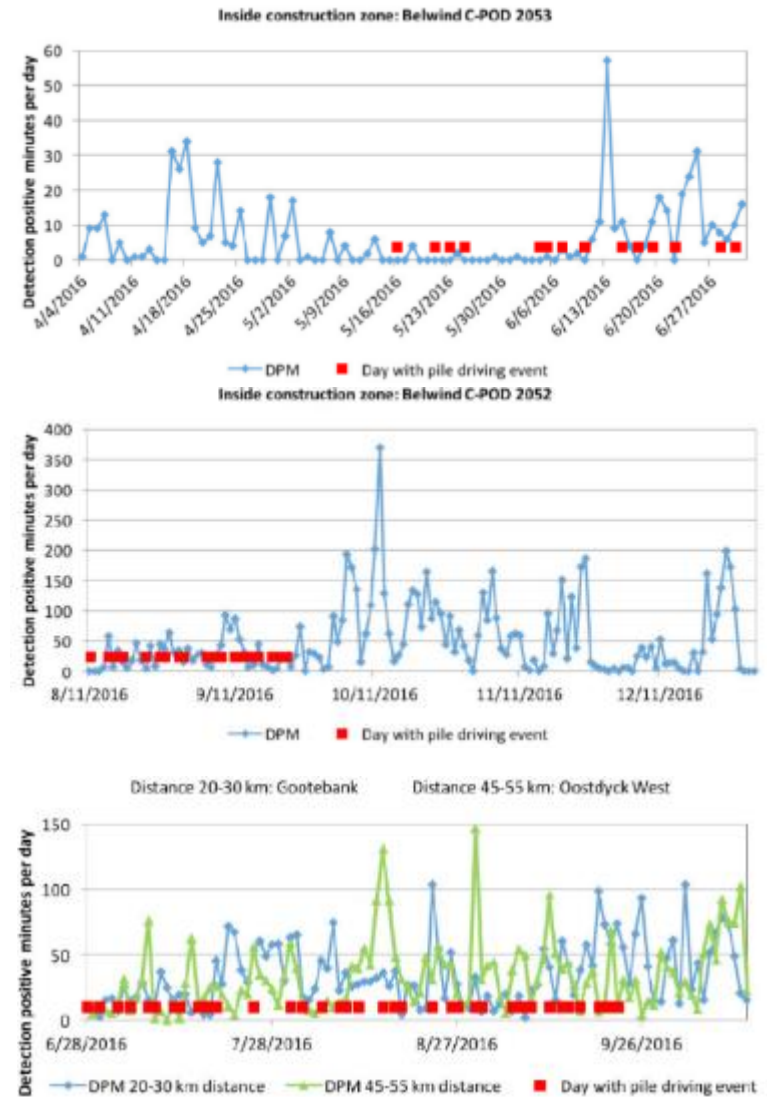 Inside construction zone: Belwind C-POD 2053
Detection positive minutes per day
60
50
40
30
20
10
0
4/4/2016 4/11/2016 4/18/2016 4/25/2016 5/2/2016 5/9/2016 5/16/2016 5/23/2016 5/30/2016 6/6/2016 6/13/2016 6/20/2016 6/27/2016
DPM Day with pile driving event
Inside construction zone: Belwind C-POD 2052
Detection positive minutes per day
400
350
300
250
200
150
100
50
0
8/11/2016 9/11/2016 10/11/2016 11/11/2016 12/11/2016
DPM Day with pile driving event
Distance 20-30 km: Gootebank Distance 45-55 km: Oostdyck West
Detection positive minutes per day
150
100
50
0
6/28/2016 7/28/2016 8/27/2016 9/26/2016
DPM 20-30 km distance DPM 45-55 km distance Day with pile driving event